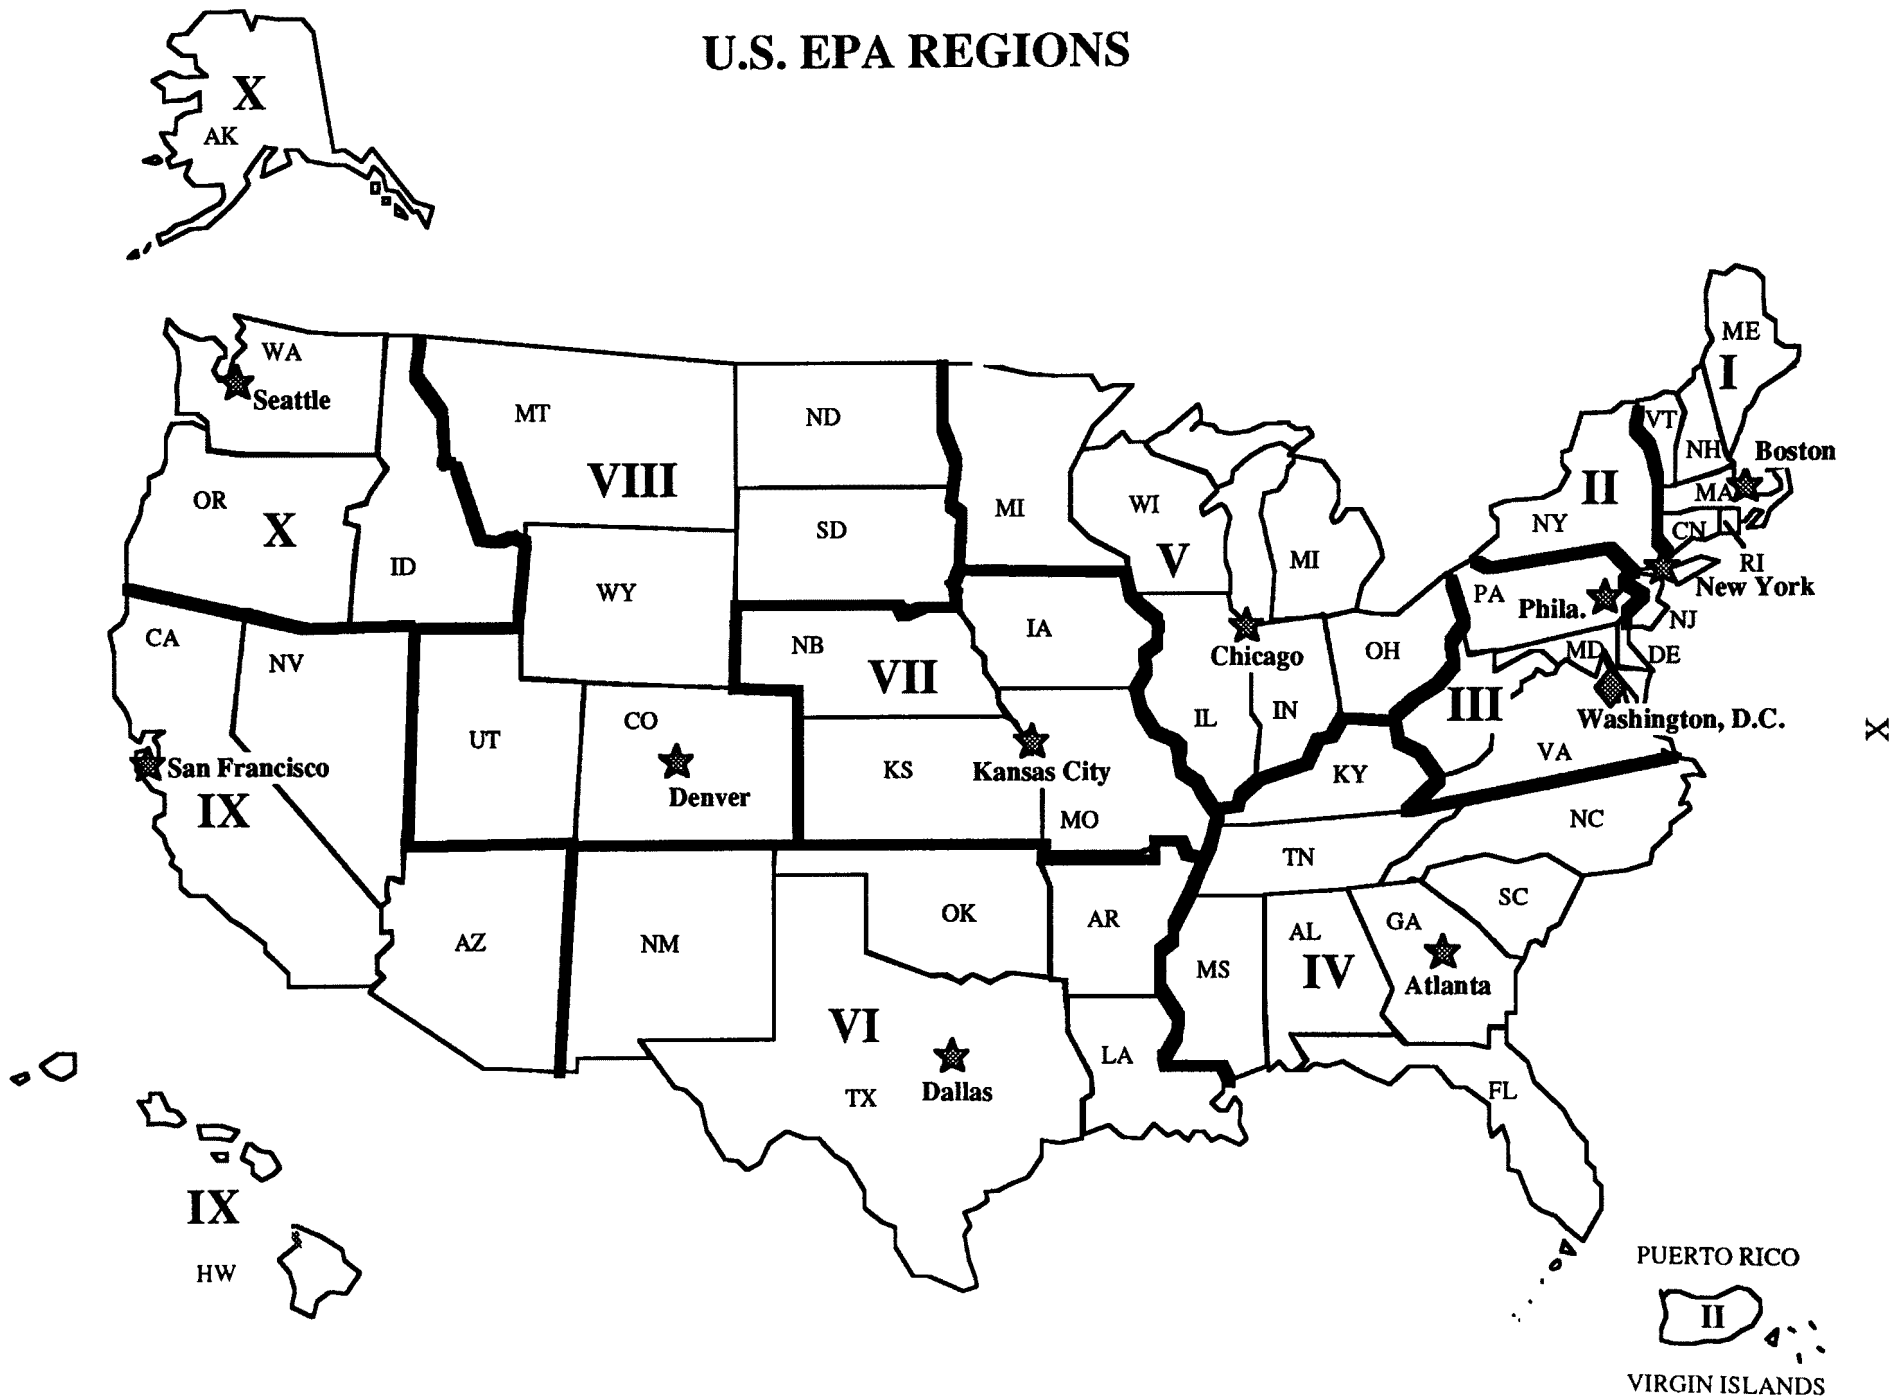 U.S. EPA REGIONS
X
AK
WA
Seattle
MT
ND
ME
I
VT
NH
Boston
OR
X
VIII
II
MA
MI
WI
NY
CN
SD
V
MI
RI
ID
WY
PA
Phila.
New York
NJ
CA
NV
NB
VII
IA
Chicago
OH
MD
DE
III
Washington, D.C.
UT
CO
IL
IN
X
San Francisco
Denver
KS
Kansas City
KY
VA
IX
MO
NC
TN
AZ
NM
OK
AR
SC
GA
AL
MS
IV
Atlanta
VI
Dallas
TX
LA
FL
IX
HW
PUERTO RICO
II
VIRGIN ISLANDS